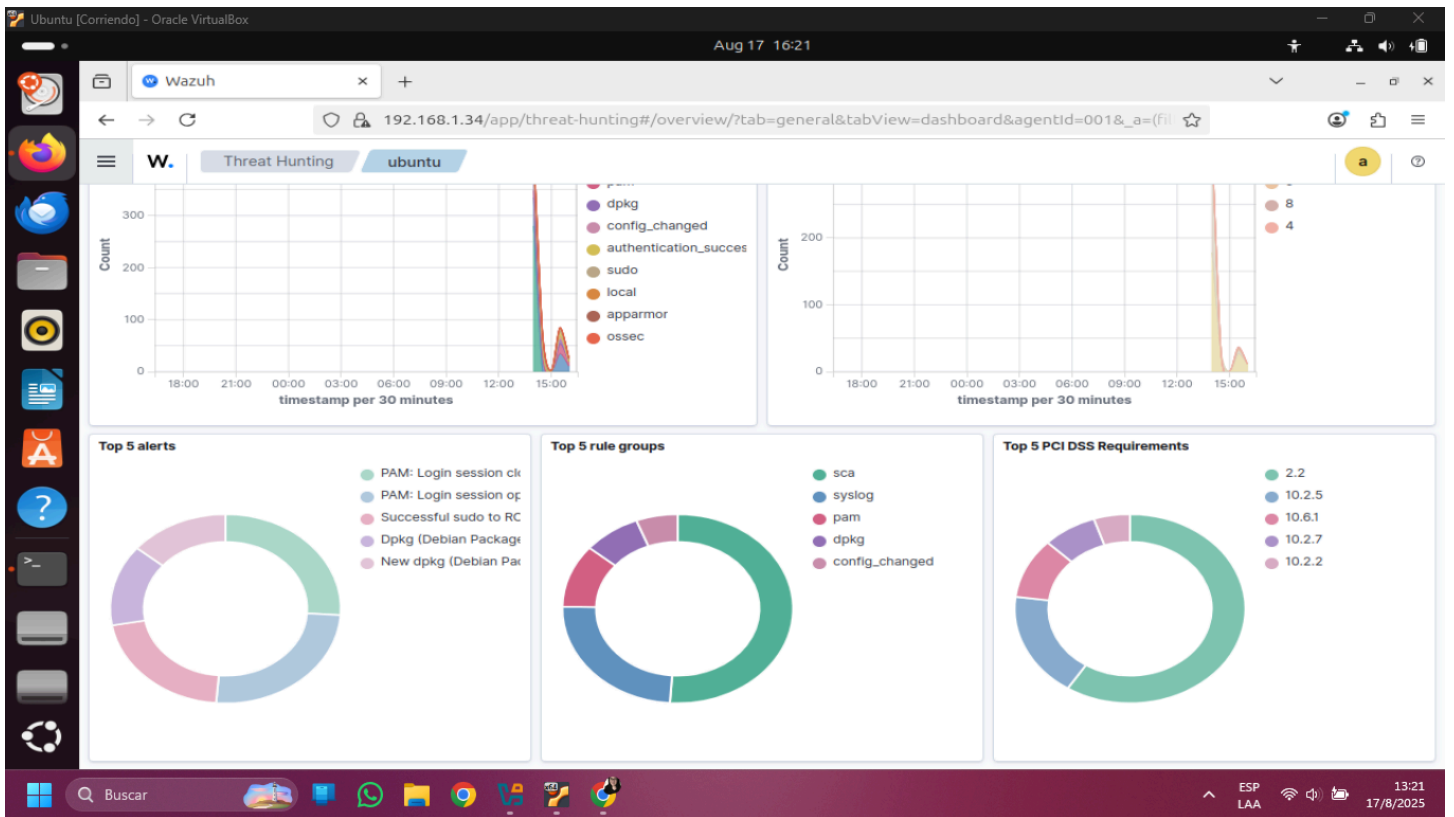 Ubuntu [Corriendo] - Oracle VirtualBox
Aug 17 16:21
Wazuh
192.168.1.34/app/threat-hunting#/overview/?tab=general&tabView=dashboard&agentId=001&_a=(fil
W. Threat Hunting ubuntu a
300
200
100
0
Count
18:00 21:00 00:00 03:00 06:00 09:00 12:00 15:00
timestamp per 30 minutes
pam
dpkg
config_changed
authentication_succes
sudo
local
apparmor
ossec
200
100
0
Count
18:00 21:00 00:00 03:00 06:00 09:00 12:00 15:00
timestamp per 30 minutes
8
4
Top 5 alerts
PAM: Login session clo
PAM: Login session op
Successful sudo to RO
Dpkg (Debian Package
New dpkg (Debian Pac
Top 5 rule groups
sca
syslog
pam
dpkg
config_changed
Top 5 PCI DSS Requirements
2.2
10.2.5
10.6.1
10.2.7
10.2.2
Buscar
ESP
LAA
13:21
17/8/2025